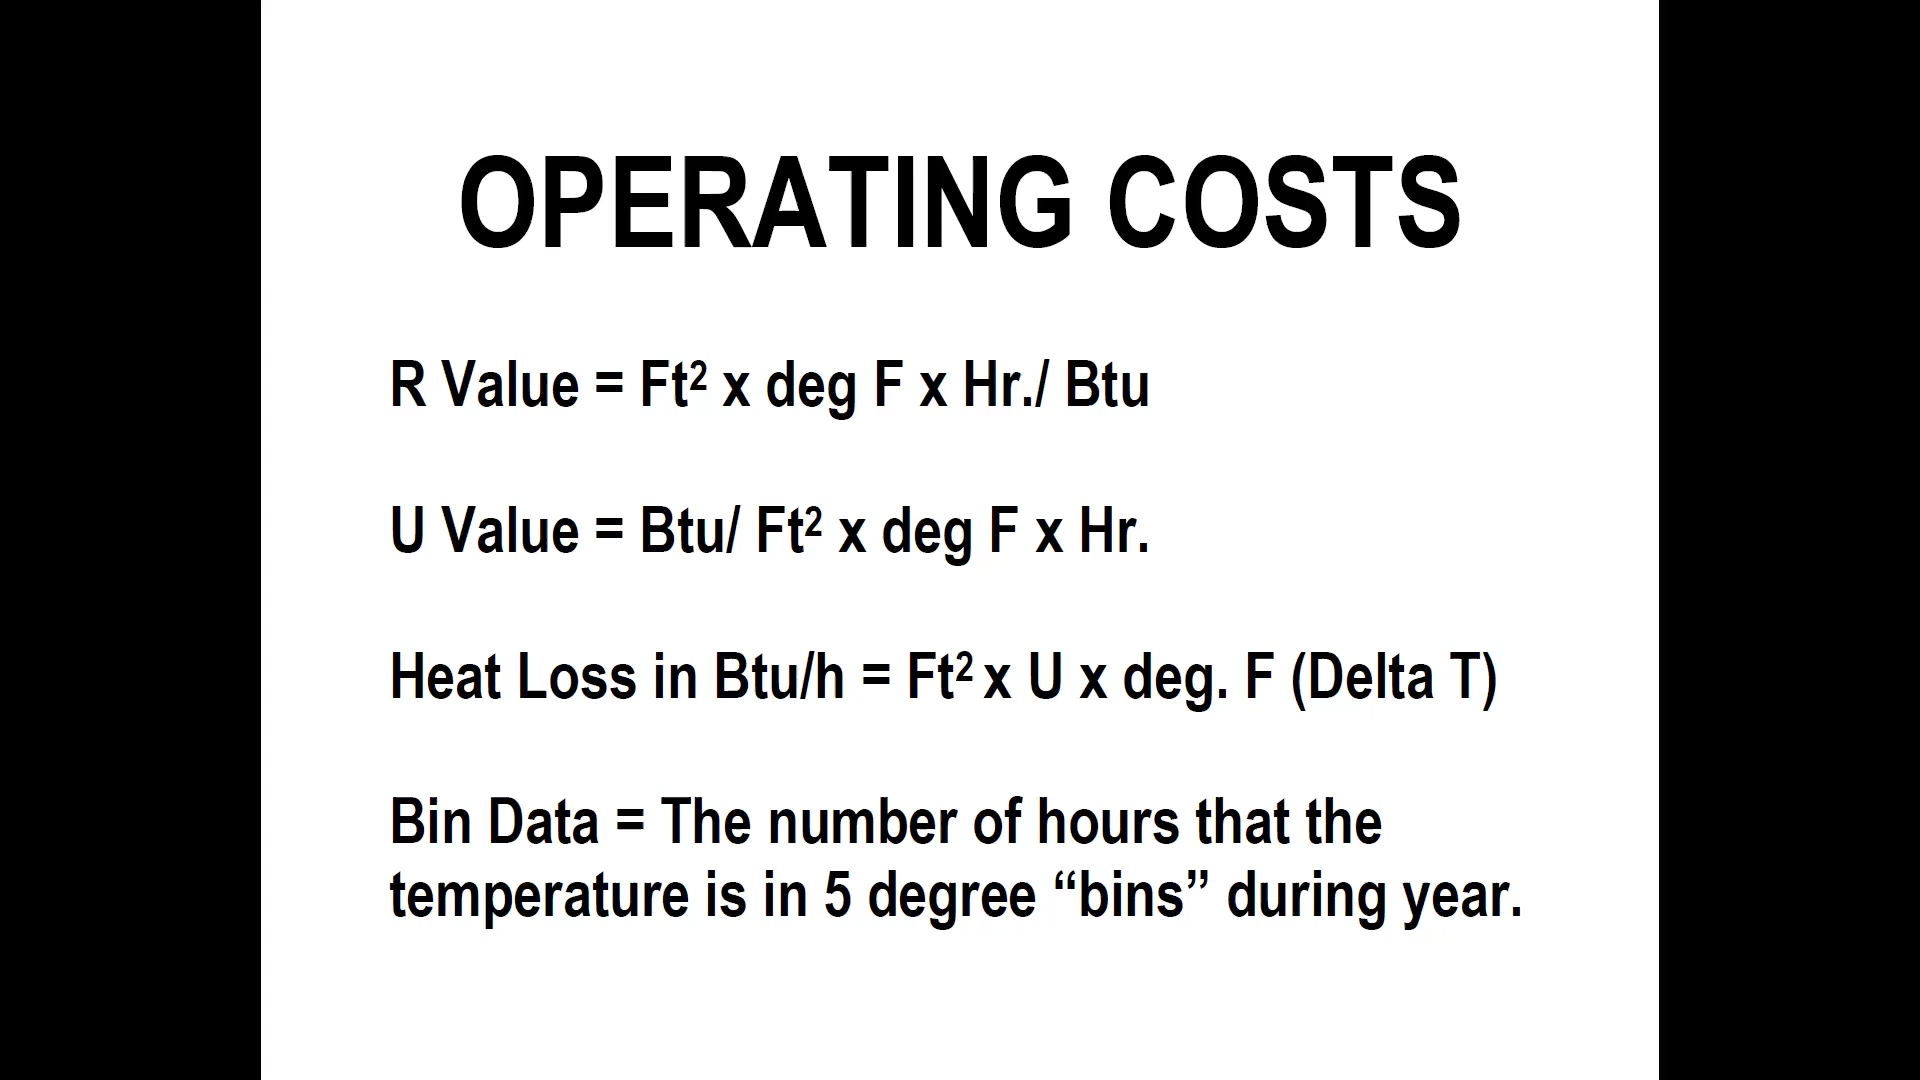 OPERATING COSTS
R Value = Ft² x deg F x Hr./ Btu
U Value = Btu/ Ft² x deg F x Hr.
Heat Loss in Btu/h = Ft² x U x deg. F (Delta T)
Bin Data = The number of hours that the
temperature is in 5 degree “bins” during year.